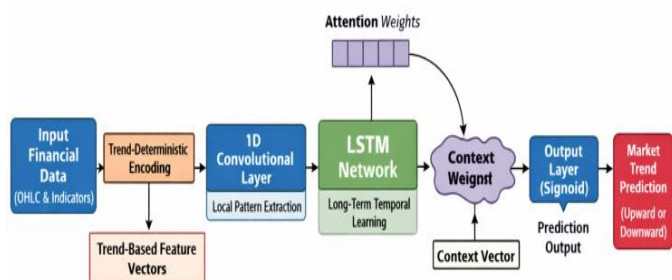 Attention Weights
Input
Financial
Data
(OHLC & Indicators)
Trend-Deterministic
Encoding
Trend-Based Feature
Vectors
1D
Convolutional
Layer
Local Pattern Extraction
LSTM
Network
Long-Term Temporal
Learning
Context
Weignst
Context Vector
Output
Layer
(Signoid)
Prediction
Output
Market
Trend
Prediction
(Upward or
Downward)